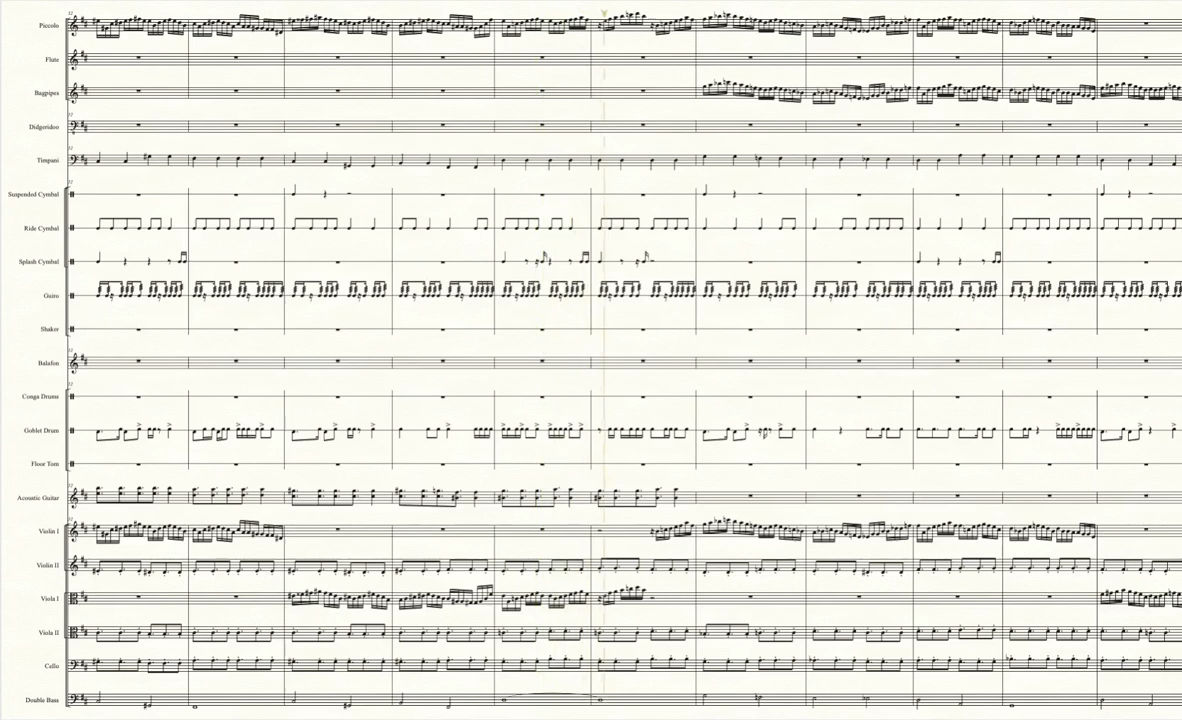 Piccolo
Flute
Bagpipes
Didgeridoo
Timpani
Suspended Cymbal
Ride Cymbal
Splash Cymbal
Guiro
Shaker
Balafon
Conga Drums
Goblet Drum
Floor Tom
Acoustic Guitar
Violin I
Violin II
Viola I
Viola II
Cello
Double Bass